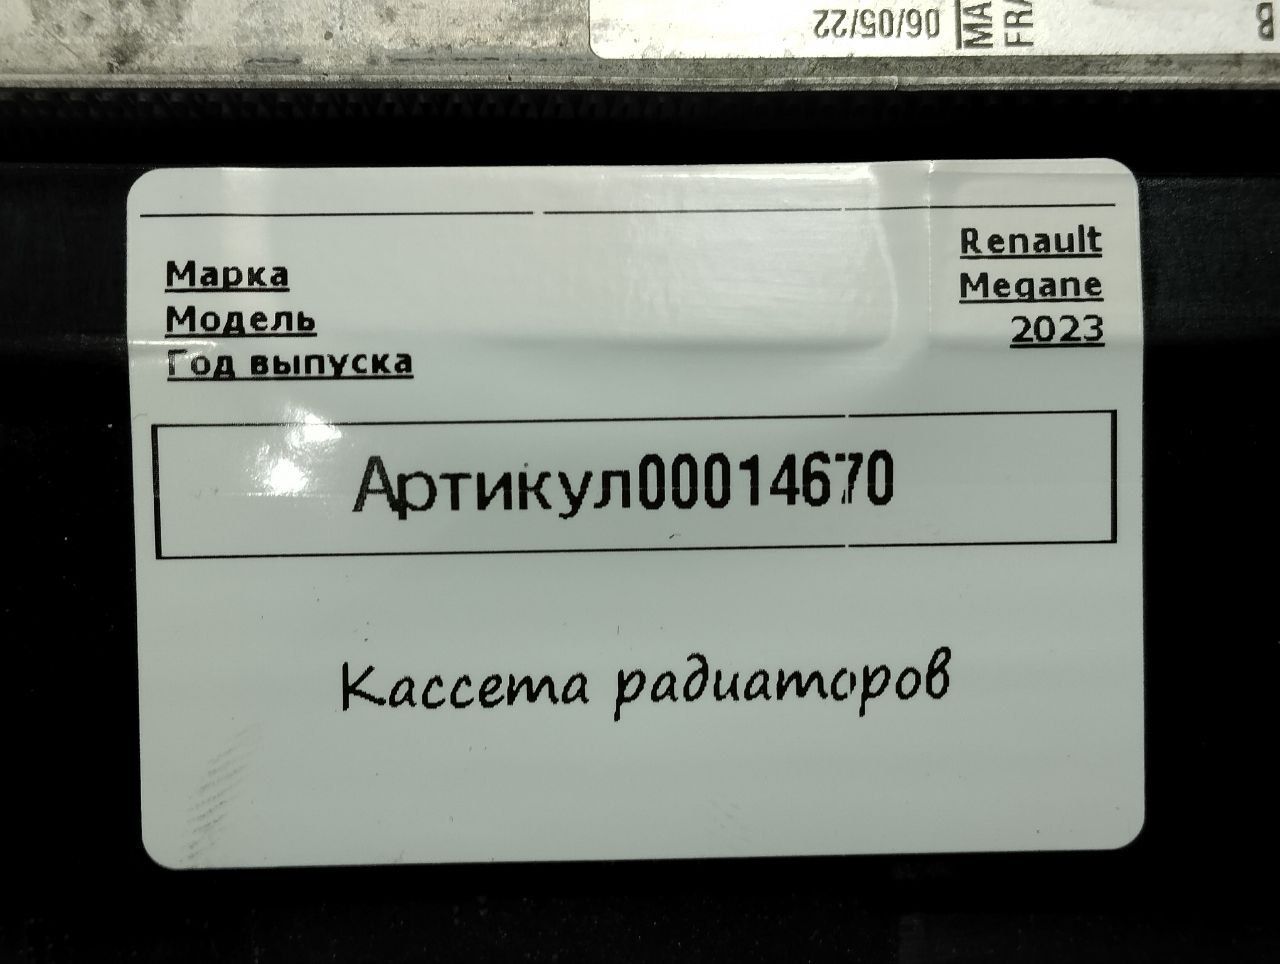 06/05/22
Марка
Модель
Год выпуска
Renault
Megane
2023
Артикул00014670
Кассета радиаторов